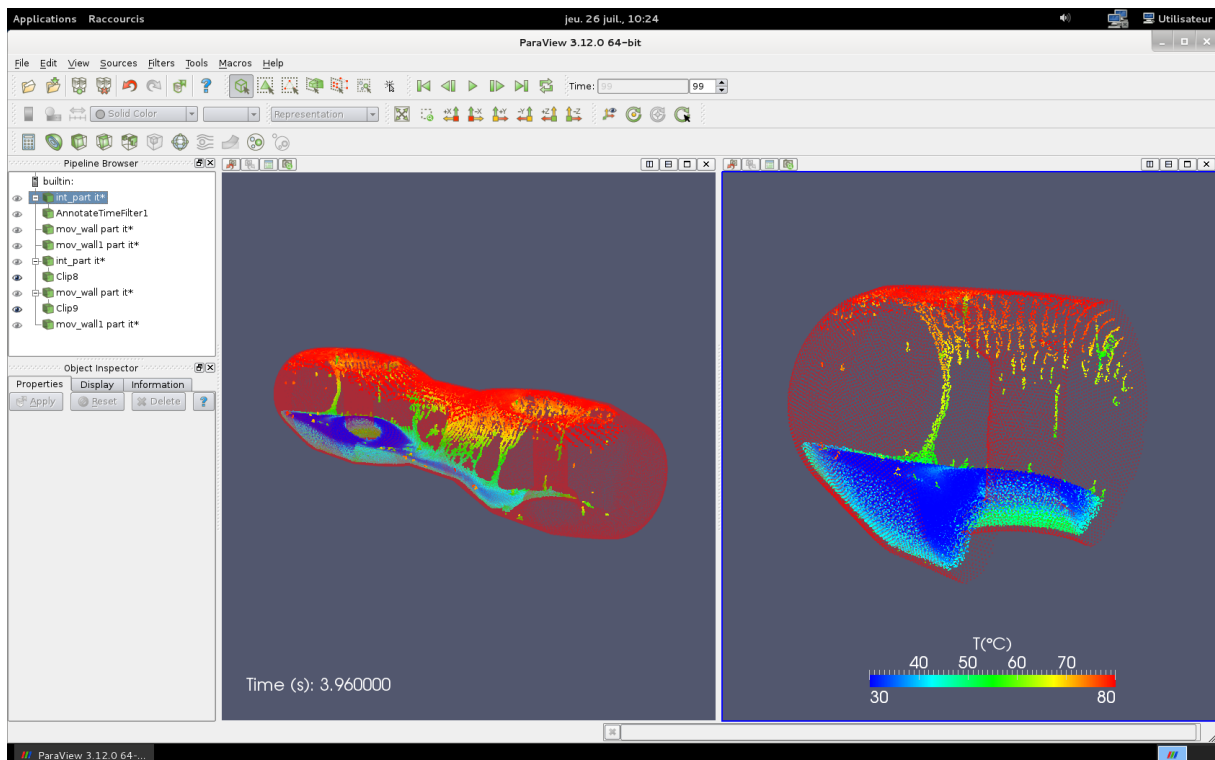 Applications Raccourcis jeu. 26 juil., 10:24 Utilisateur
ParaView 3.12.0 64-bit
File Edit View Sources Filters Tools Macros Help
Time: 99 99
Solid Color Representation +X -X +Y -Y +Z -Z
Pipeline Browser
builtin:
int_part it*
AnnotateTimeFilter1
mov_wall part it*
mov_wall1 part it*
int_part it*
Clip8
mov_wall part it*
Clip9
mov_wall1 part it*
Object Inspector
Properties Display Information
Apply Reset Delete ?
T(°C)
40 50 60 70
30 80
Time (s): 3.960000
ParaView 3.12.0 64-...